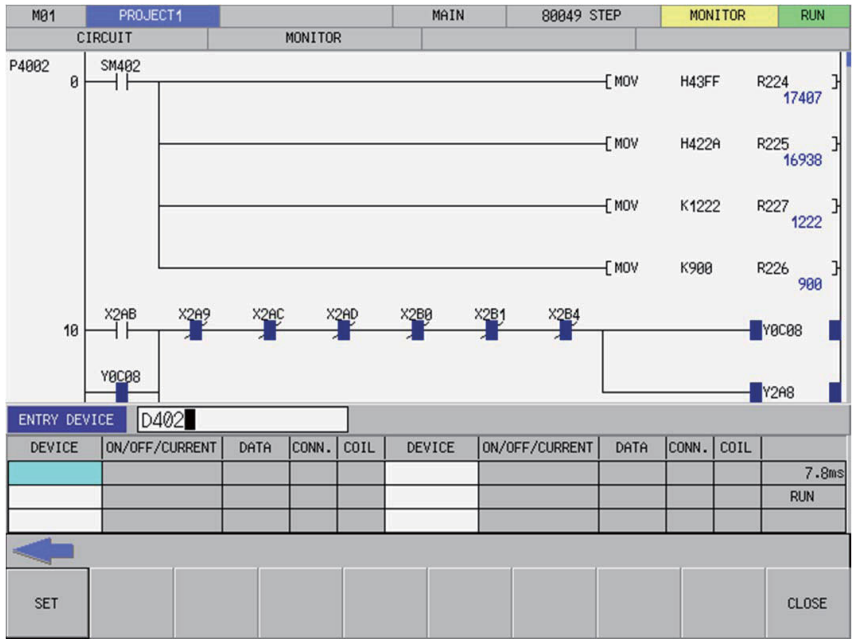 M01 PROJECT1 MAIN 80049 STEP MONITOR RUN
CIRCUIT MONITOR
P4002 SM402
0 MOV H43FF R224
17407
MOV H422A R225
16938
MOV K1222 R227
1222
MOV K900 R226
900
X2AB X2A9 X2AC X2AD X2B0 X2B1 X2B4
10 Y0C08
Y0C08
Y2A8
ENTRY DEVICE D402
DEVICE ON/OFF/CURRENT DATA CONN. COIL DEVICE ON/OFF/CURRENT DATA CONN. COIL
7.8ms
RUN
SET CLOSE